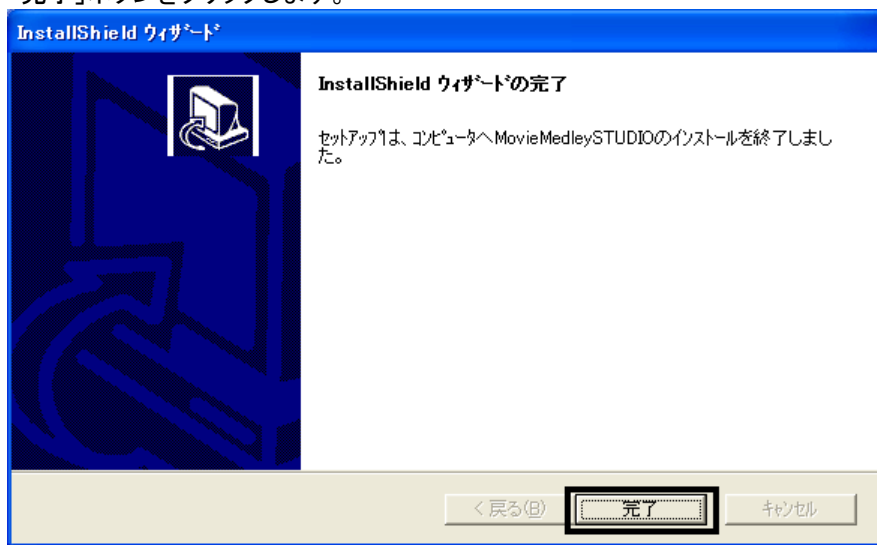 完了」ボタンをクリックします。
InstallShield ウィザード
InstallShield ウィザードの完了
セットアップは、コンピュータへMovieMedleySTUDIOのインストールを終了しまし
た。
< 戻る(B)
完了
キャンセル